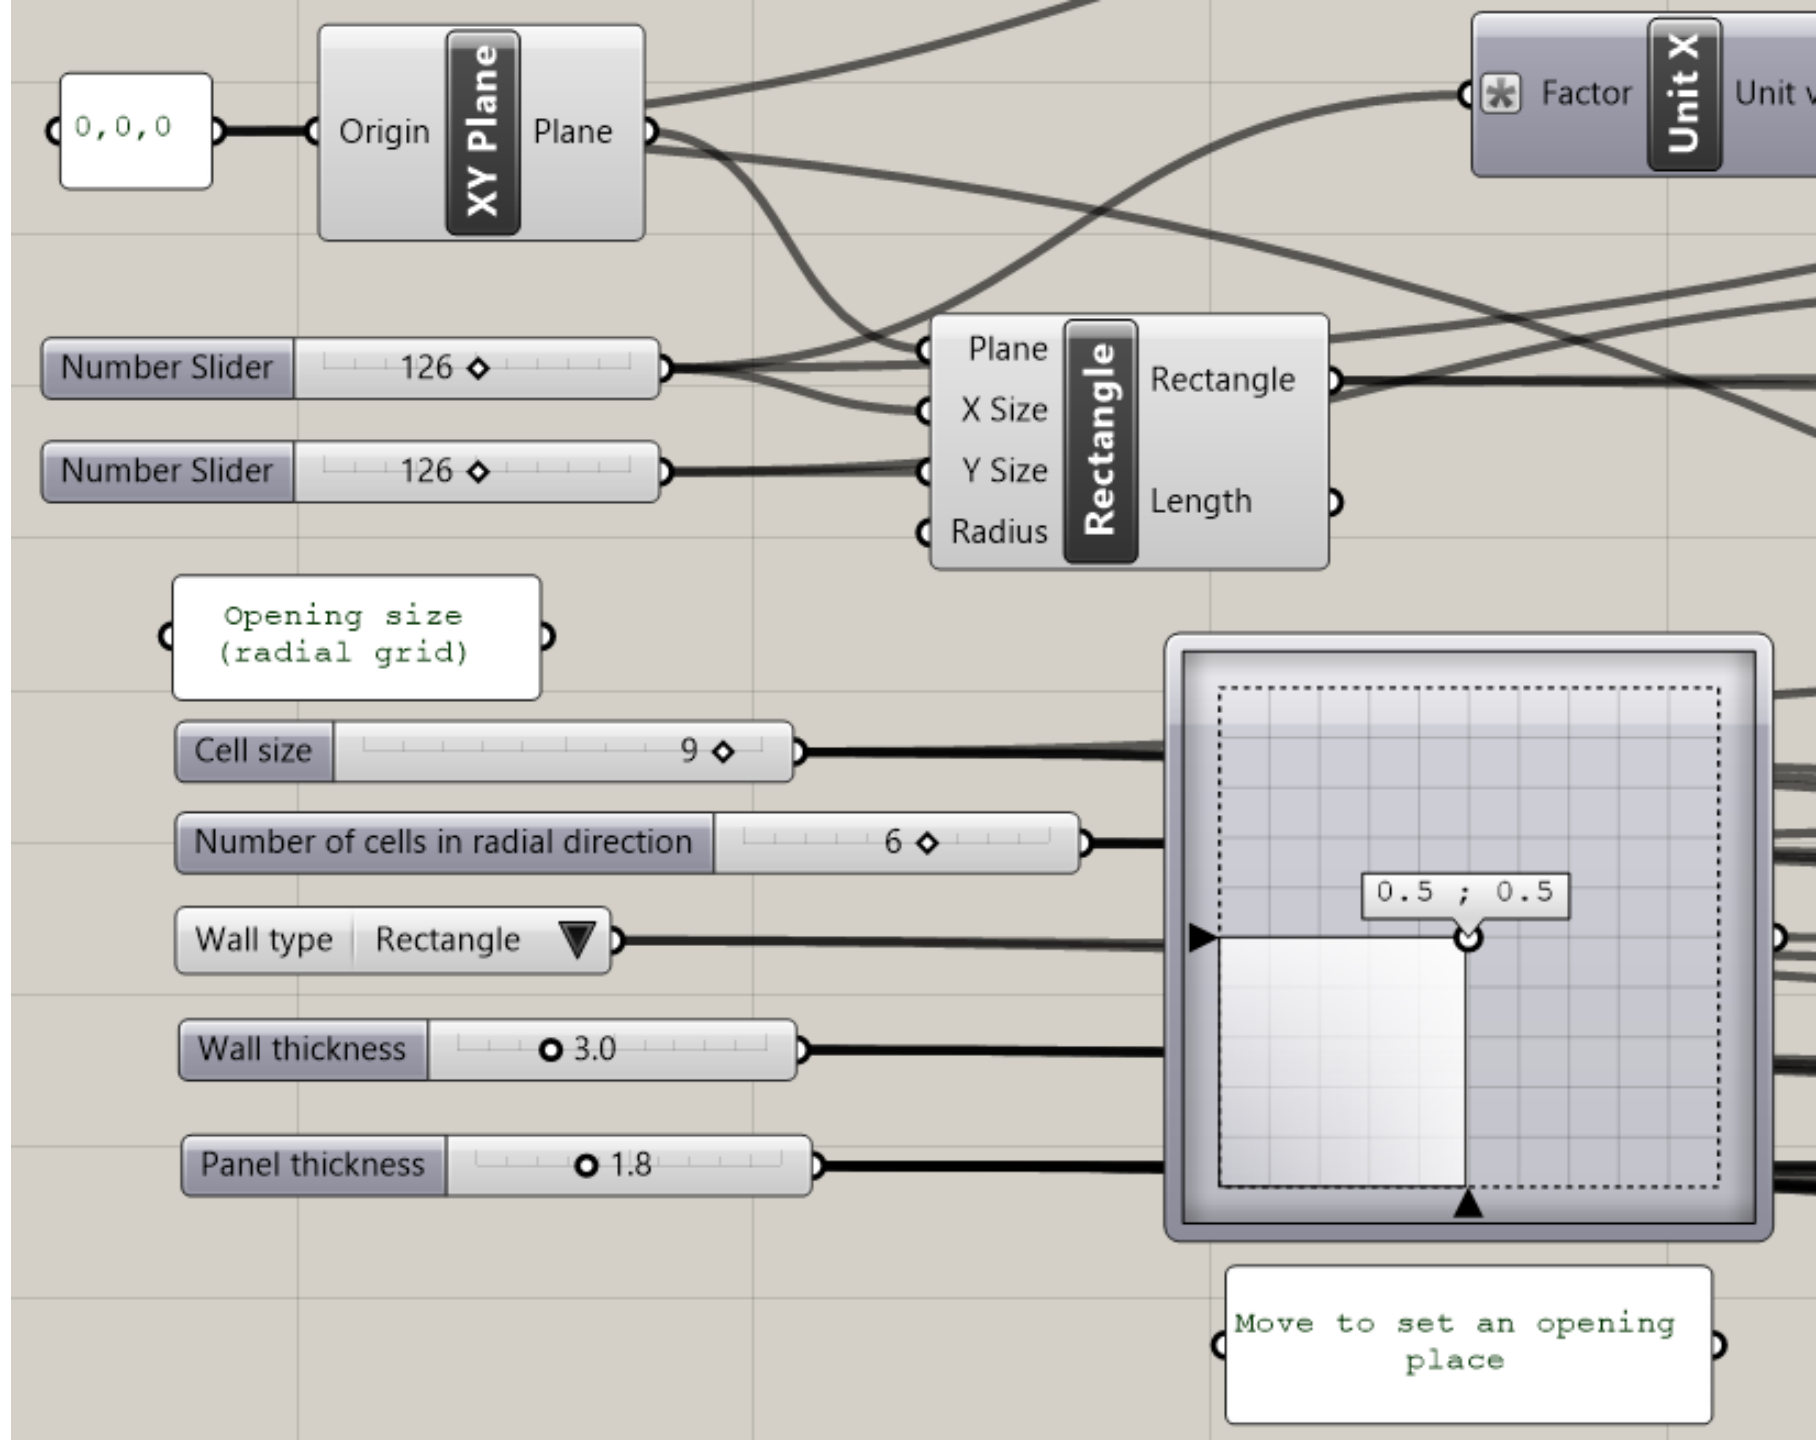 0,0,0
Origin
XY Plane
Plane
Factor
Unit X
Unit v
Number Slider
126
Number Slider
126
Plane
X Size
Y Size
Radius
Rectangle
Rectangle
Length
Opening size
(radial grid)
Cell size
9
Number of cells in radial direction
6
Wall type
Rectangle
Wall thickness
3.0
Panel thickness
1.8
0.5 ; 0.5
Move to set an opening
place